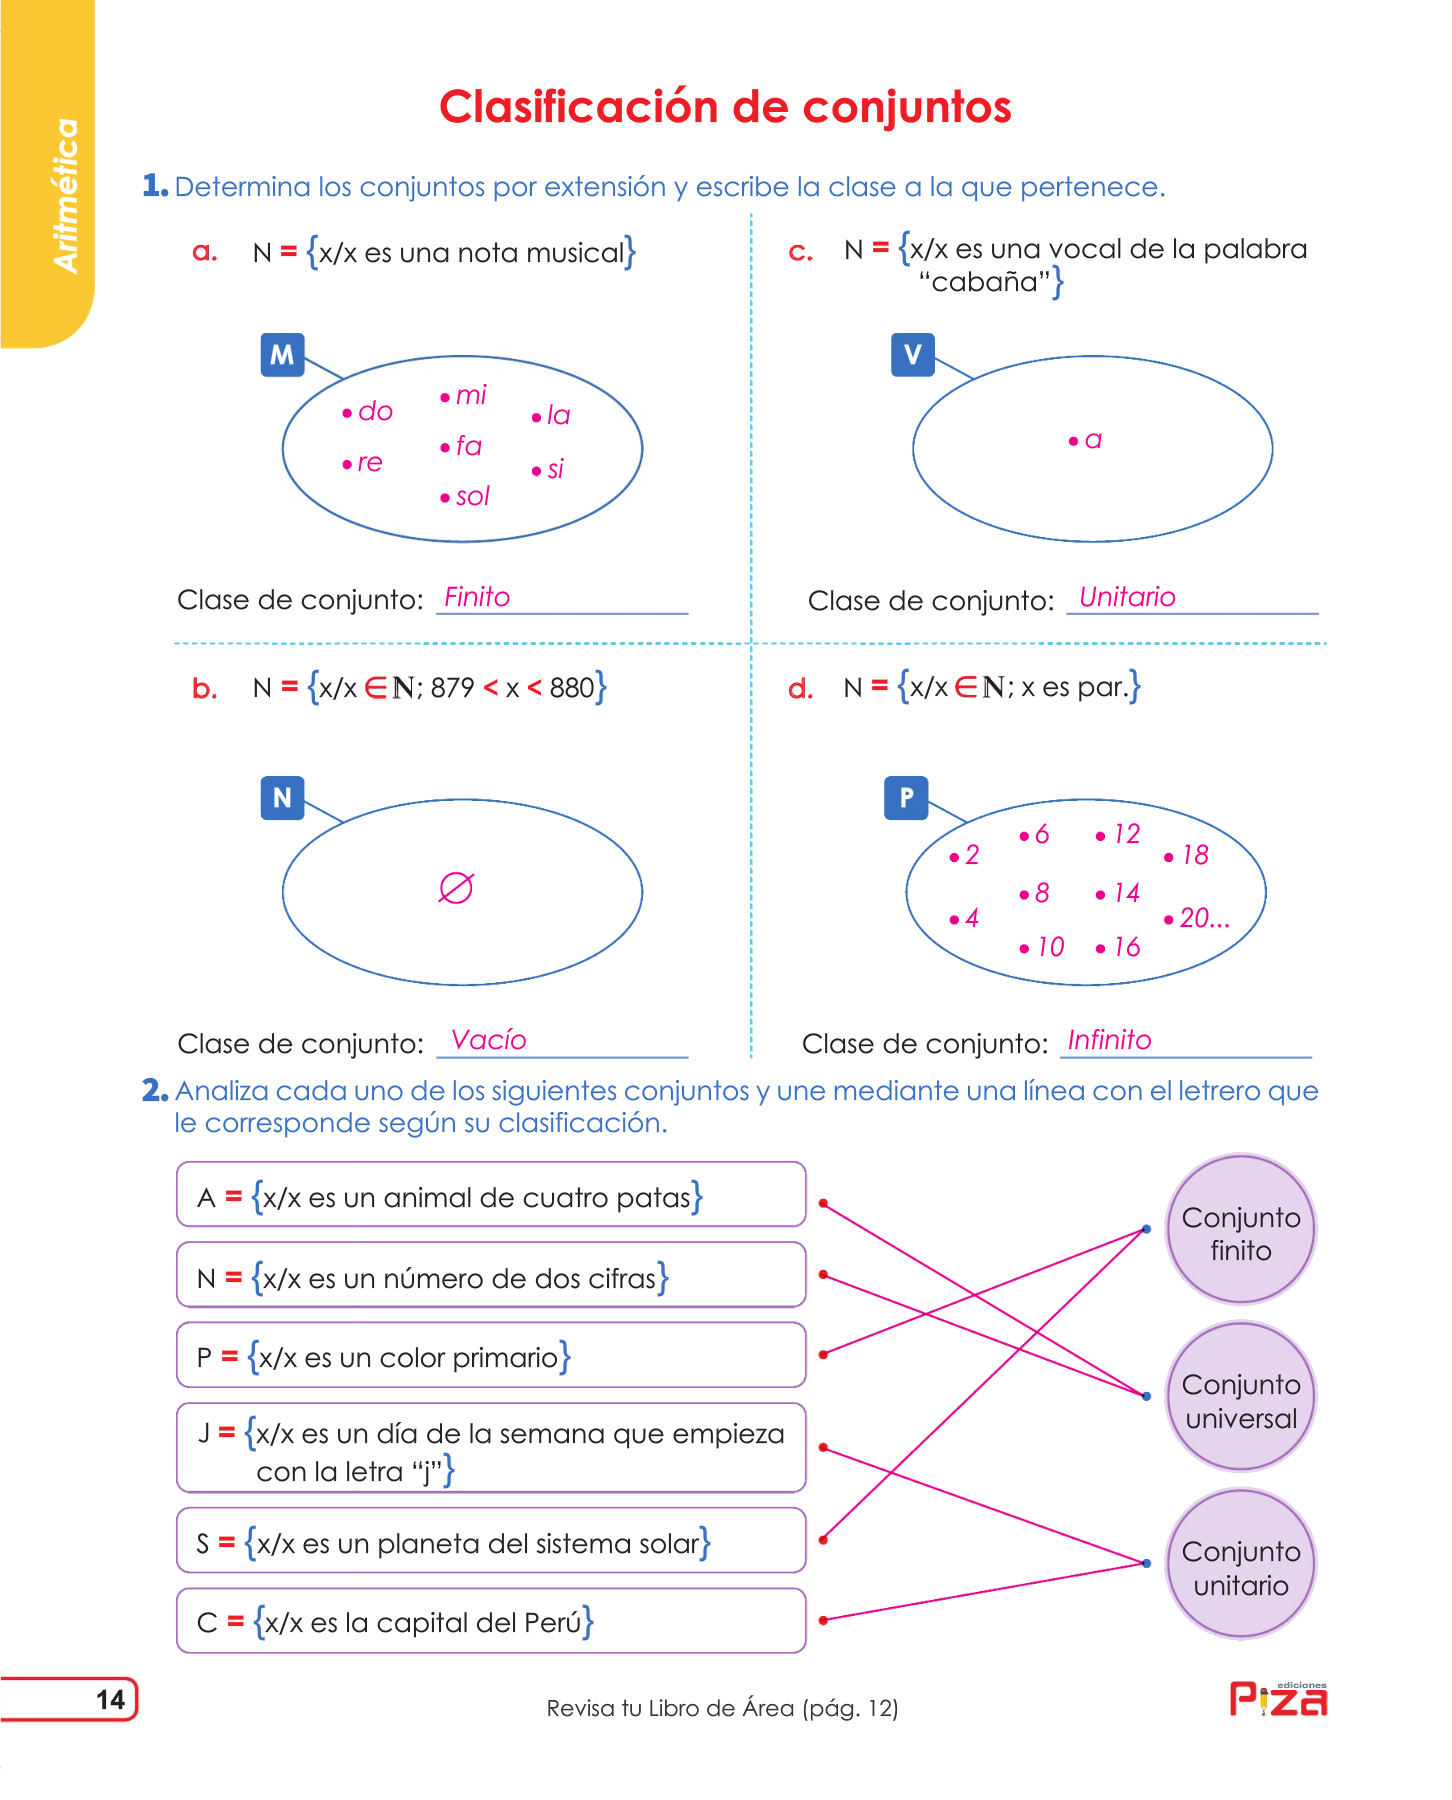 Aritmética
Clasificación de conjuntos
1. Determina los conjuntos por extensión y escribe la clase a la que pertenece.
a. N = {x/x es una nota musical}
M
• do
• re
• mi
• fa
• sol
• la
• si
Clase de conjunto: Finito
c. N = {x/x es una vocal de la palabra
“cabaña”}
V
• a
Clase de conjunto: Unitario
b. N = {x/x ∈ ℕ; 879 < x < 880}
N
∅
Clase de conjunto: Vacío
d. N = {x/x ∈ ℕ; x es par.}
P
• 2
• 4
• 6
• 8
• 10
• 12
• 14
• 16
• 18
• 20...
Clase de conjunto: Infinito
2. Analiza cada uno de los siguientes conjuntos y une mediante una línea con el letrero que
le corresponde según su clasificación.
A = {x/x es un animal de cuatro patas}
N = {x/x es un número de dos cifras}
P = {x/x es un color primario}
J = {x/x es un día de la semana que empieza
con la letra “j”}
S = {x/x es un planeta del sistema solar}
C = {x/x es la capital del Perú}
Conjunto
finito
Conjunto
universal
Conjunto
unitario
14
Revisa tu Libro de Área (pág. 12)
ediciones
Piza